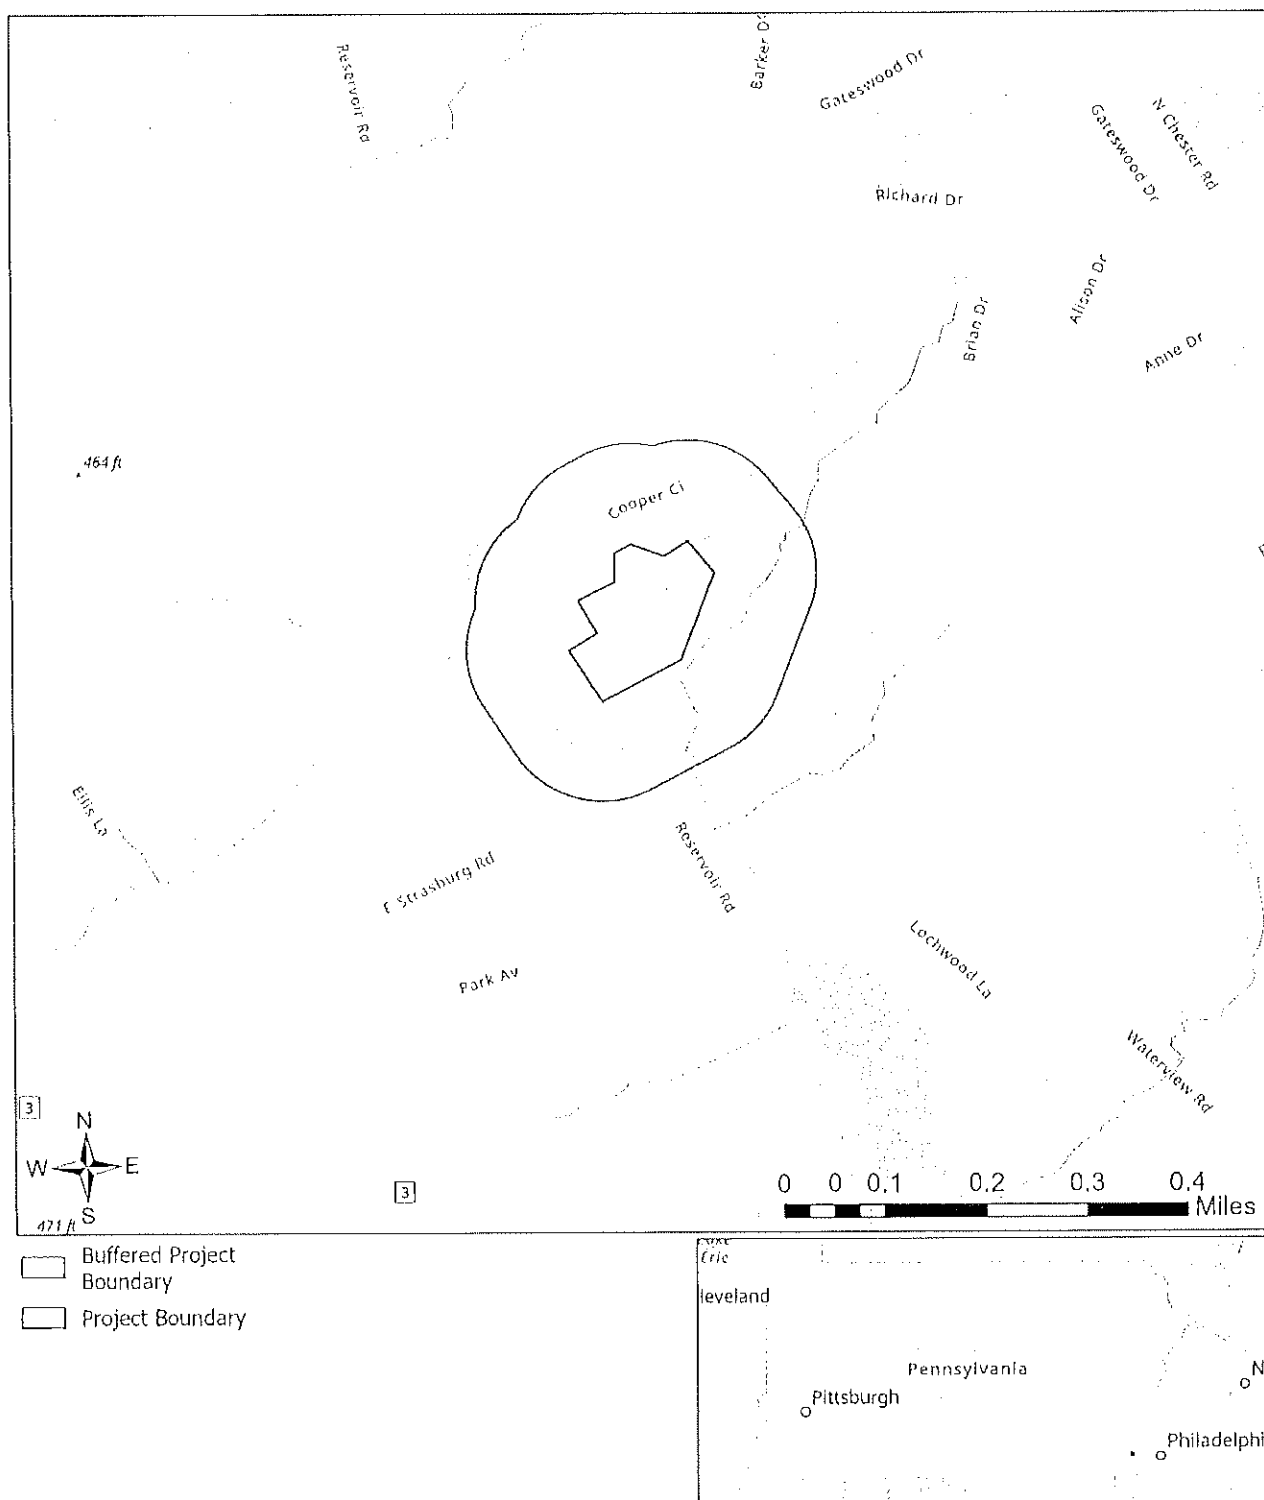 Reservoir Rd
Barker
Gateswood Dr
Gateswood Dr
N Chester Rd
Richard Dr
Alison Dr
Brian Dr
Anne Dr
464 ft
Cooper Ci
Ellis La
E Strasburg Rd
Reservoir Rd
Lochwood La
Park Av
Waterview Rd
3
N
W E
S
3
471 ft
0 0 0.1 0.2 0.3 0.4
Miles
Buffered Project
Boundary
Project Boundary
Erie
leveland
Pennsylvania
N
Pittsburgh
Philadelphi